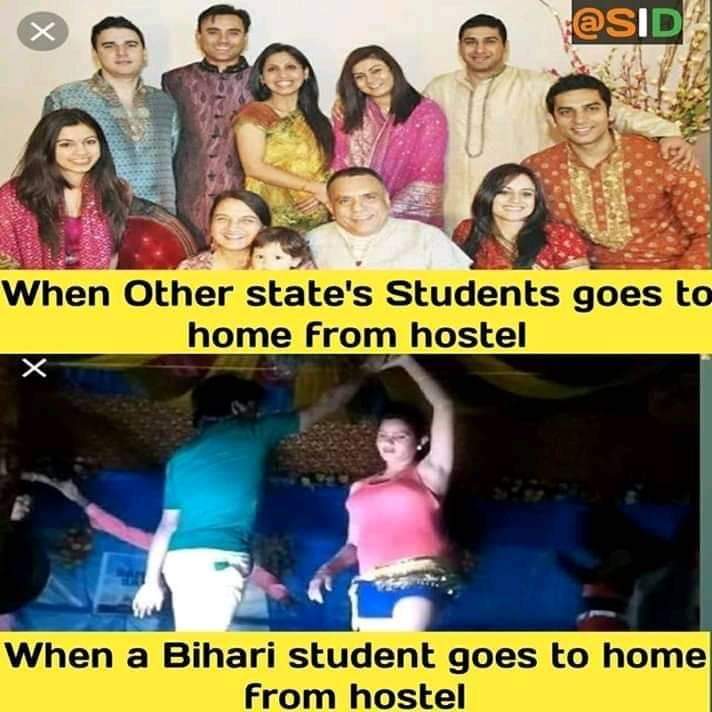 @SID
When Other state's Students goes to
home from hostel
When a Bihari student goes to home
from hostel